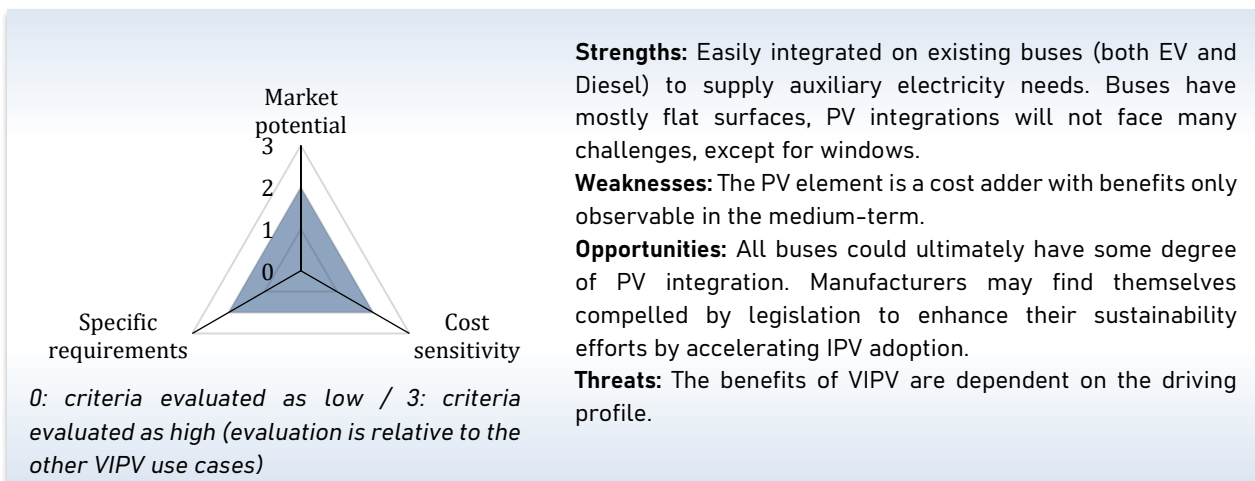 Market
potential
3
2
1
0
Specific
requirements
Cost
sensitivity
0: criteria evaluated as low / 3: criteria
evaluated as high (evaluation is relative to the
other VIPV use cases)
Strengths: Easily integrated on existing buses (both EV and
Diesel) to supply auxiliary electricity needs. Buses have
mostly flat surfaces, PV integrations will not face many
challenges, except for windows.
Weaknesses: The PV element is a cost adder with benefits only
observable in the medium-term.
Opportunities: All buses could ultimately have some degree
of PV integration. Manufacturers may find themselves
compelled by legislation to enhance their sustainability
efforts by accelerating IPV adoption.
Threats: The benefits of VIPV are dependent on the driving
profile.